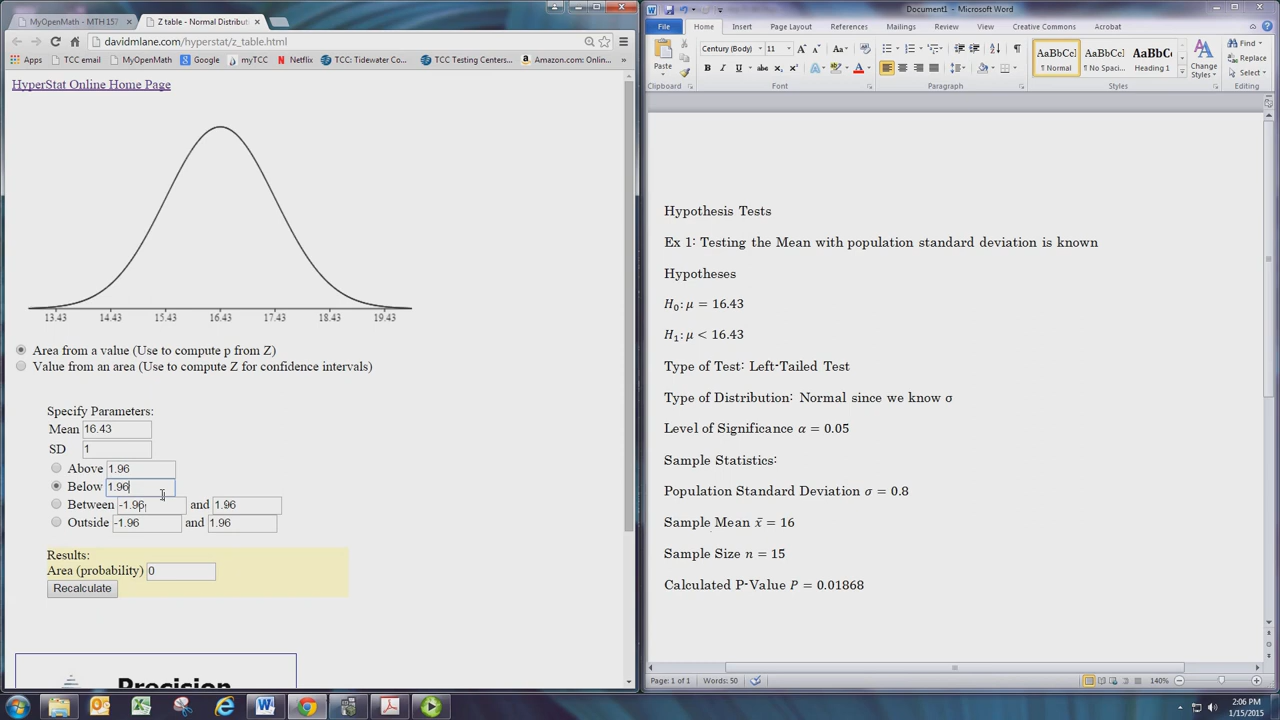 MyOpenMath - MTH 157
Z table - Normal Distribut
davidmlane.com/hyperstat/z_table.html
Apps
TCC email
MyOpenMath
Google
myTCC
Netflix
TCC: Tidewater Co...
TCC Testing Centers...
Amazon.com: Onlin...
HyperStat Online Home Page
13.43 14.43 15.43 16.43 17.43 18.43 19.43
Area from a value (Use to compute p from Z)
Value from an area (Use to compute Z for confidence intervals)
Specify Parameters:
Mean 16.43
SD 1
Above 1.96
Below 1.96
Between -1.96 and 1.96
Outside -1.96 and 1.96
Results:
Area (probability) 0
Recalculate
Precision
Document1 - Microsoft Word
File Home Insert Page Layout References Mailings Review View Creative Commons Acrobat
Paste
Century (Body) 11
AaBbCcI AaBbCcI AaBbC
¶ Normal ¶ No Spaci... Heading 1
Change Styles
Find
Replace
Select
Clipboard Font Paragraph Styles Editing
Hypothesis Tests
Ex 1: Testing the Mean with population standard deviation is known
Hypotheses
H₀: μ = 16.43
H₁: μ < 16.43
Type of Test: Left-Tailed Test
Type of Distribution: Normal since we know σ
Level of Significance α = 0.05
Sample Statistics:
Population Standard Deviation σ = 0.8
Sample Mean x̄ = 16
Sample Size n = 15
Calculated P-Value P = 0.01868
Page: 1 of 1 Words: 50 140%
2:06 PM
1/15/2015